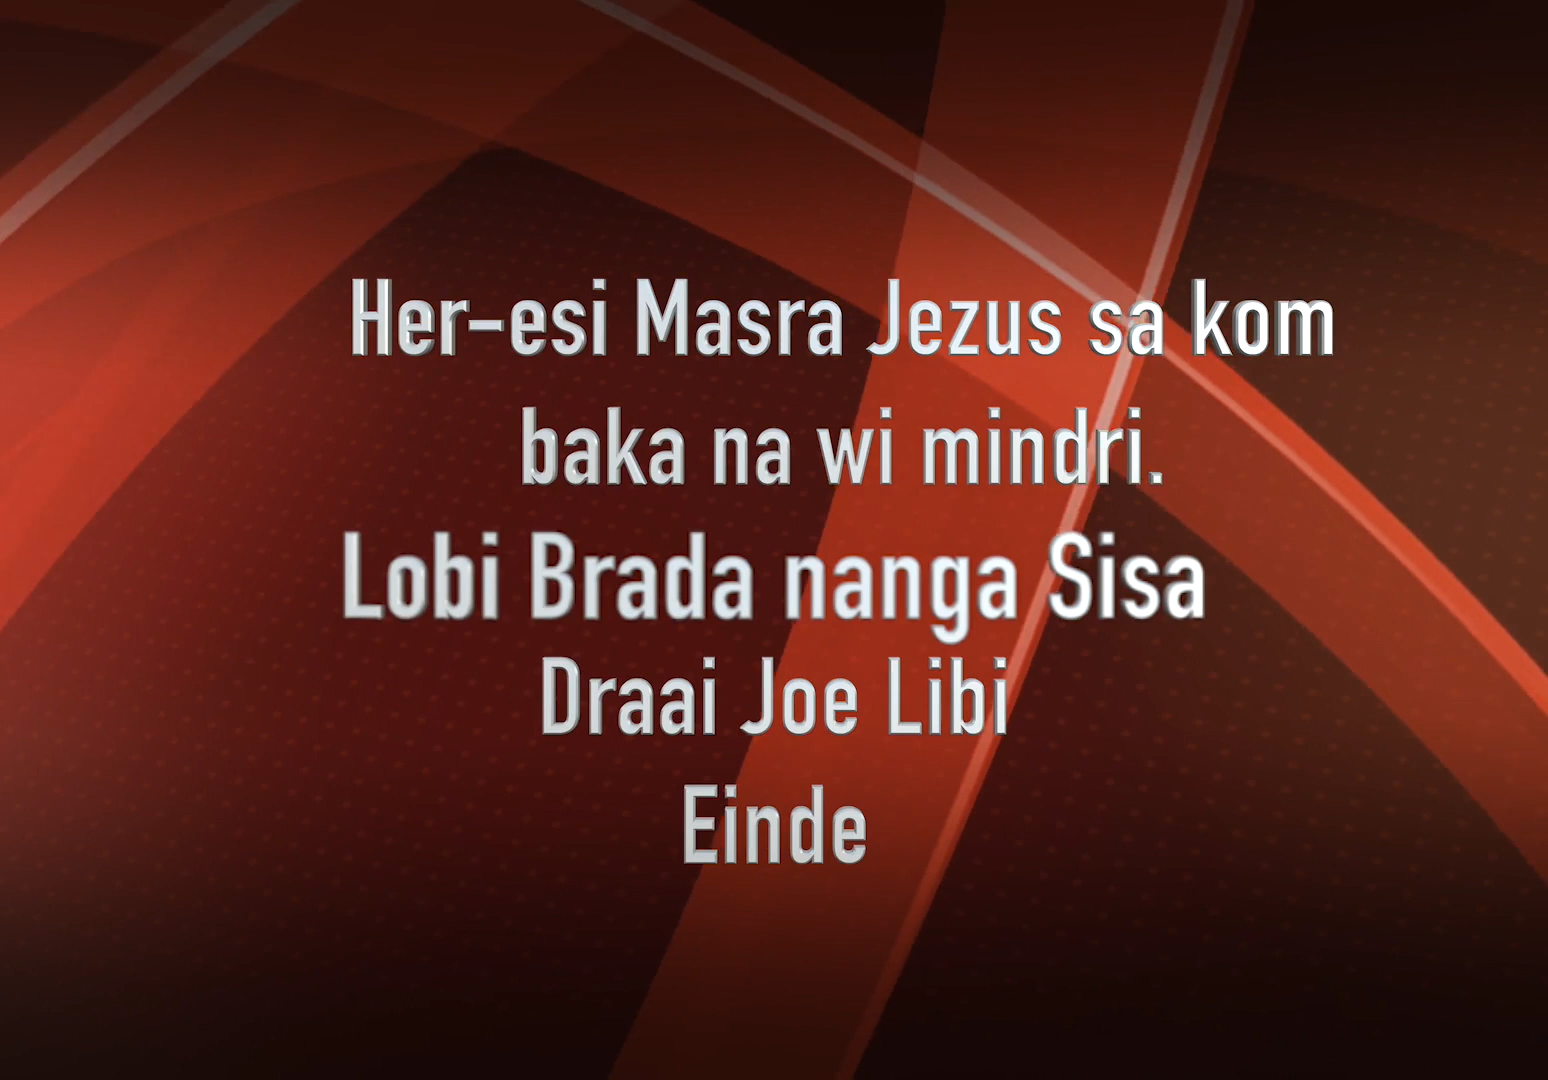 Her-esi Masra Jezus sa kom
baka na wi mindri.
Lobi Brada nanga Sisa
Draai Joe Libi
Einde